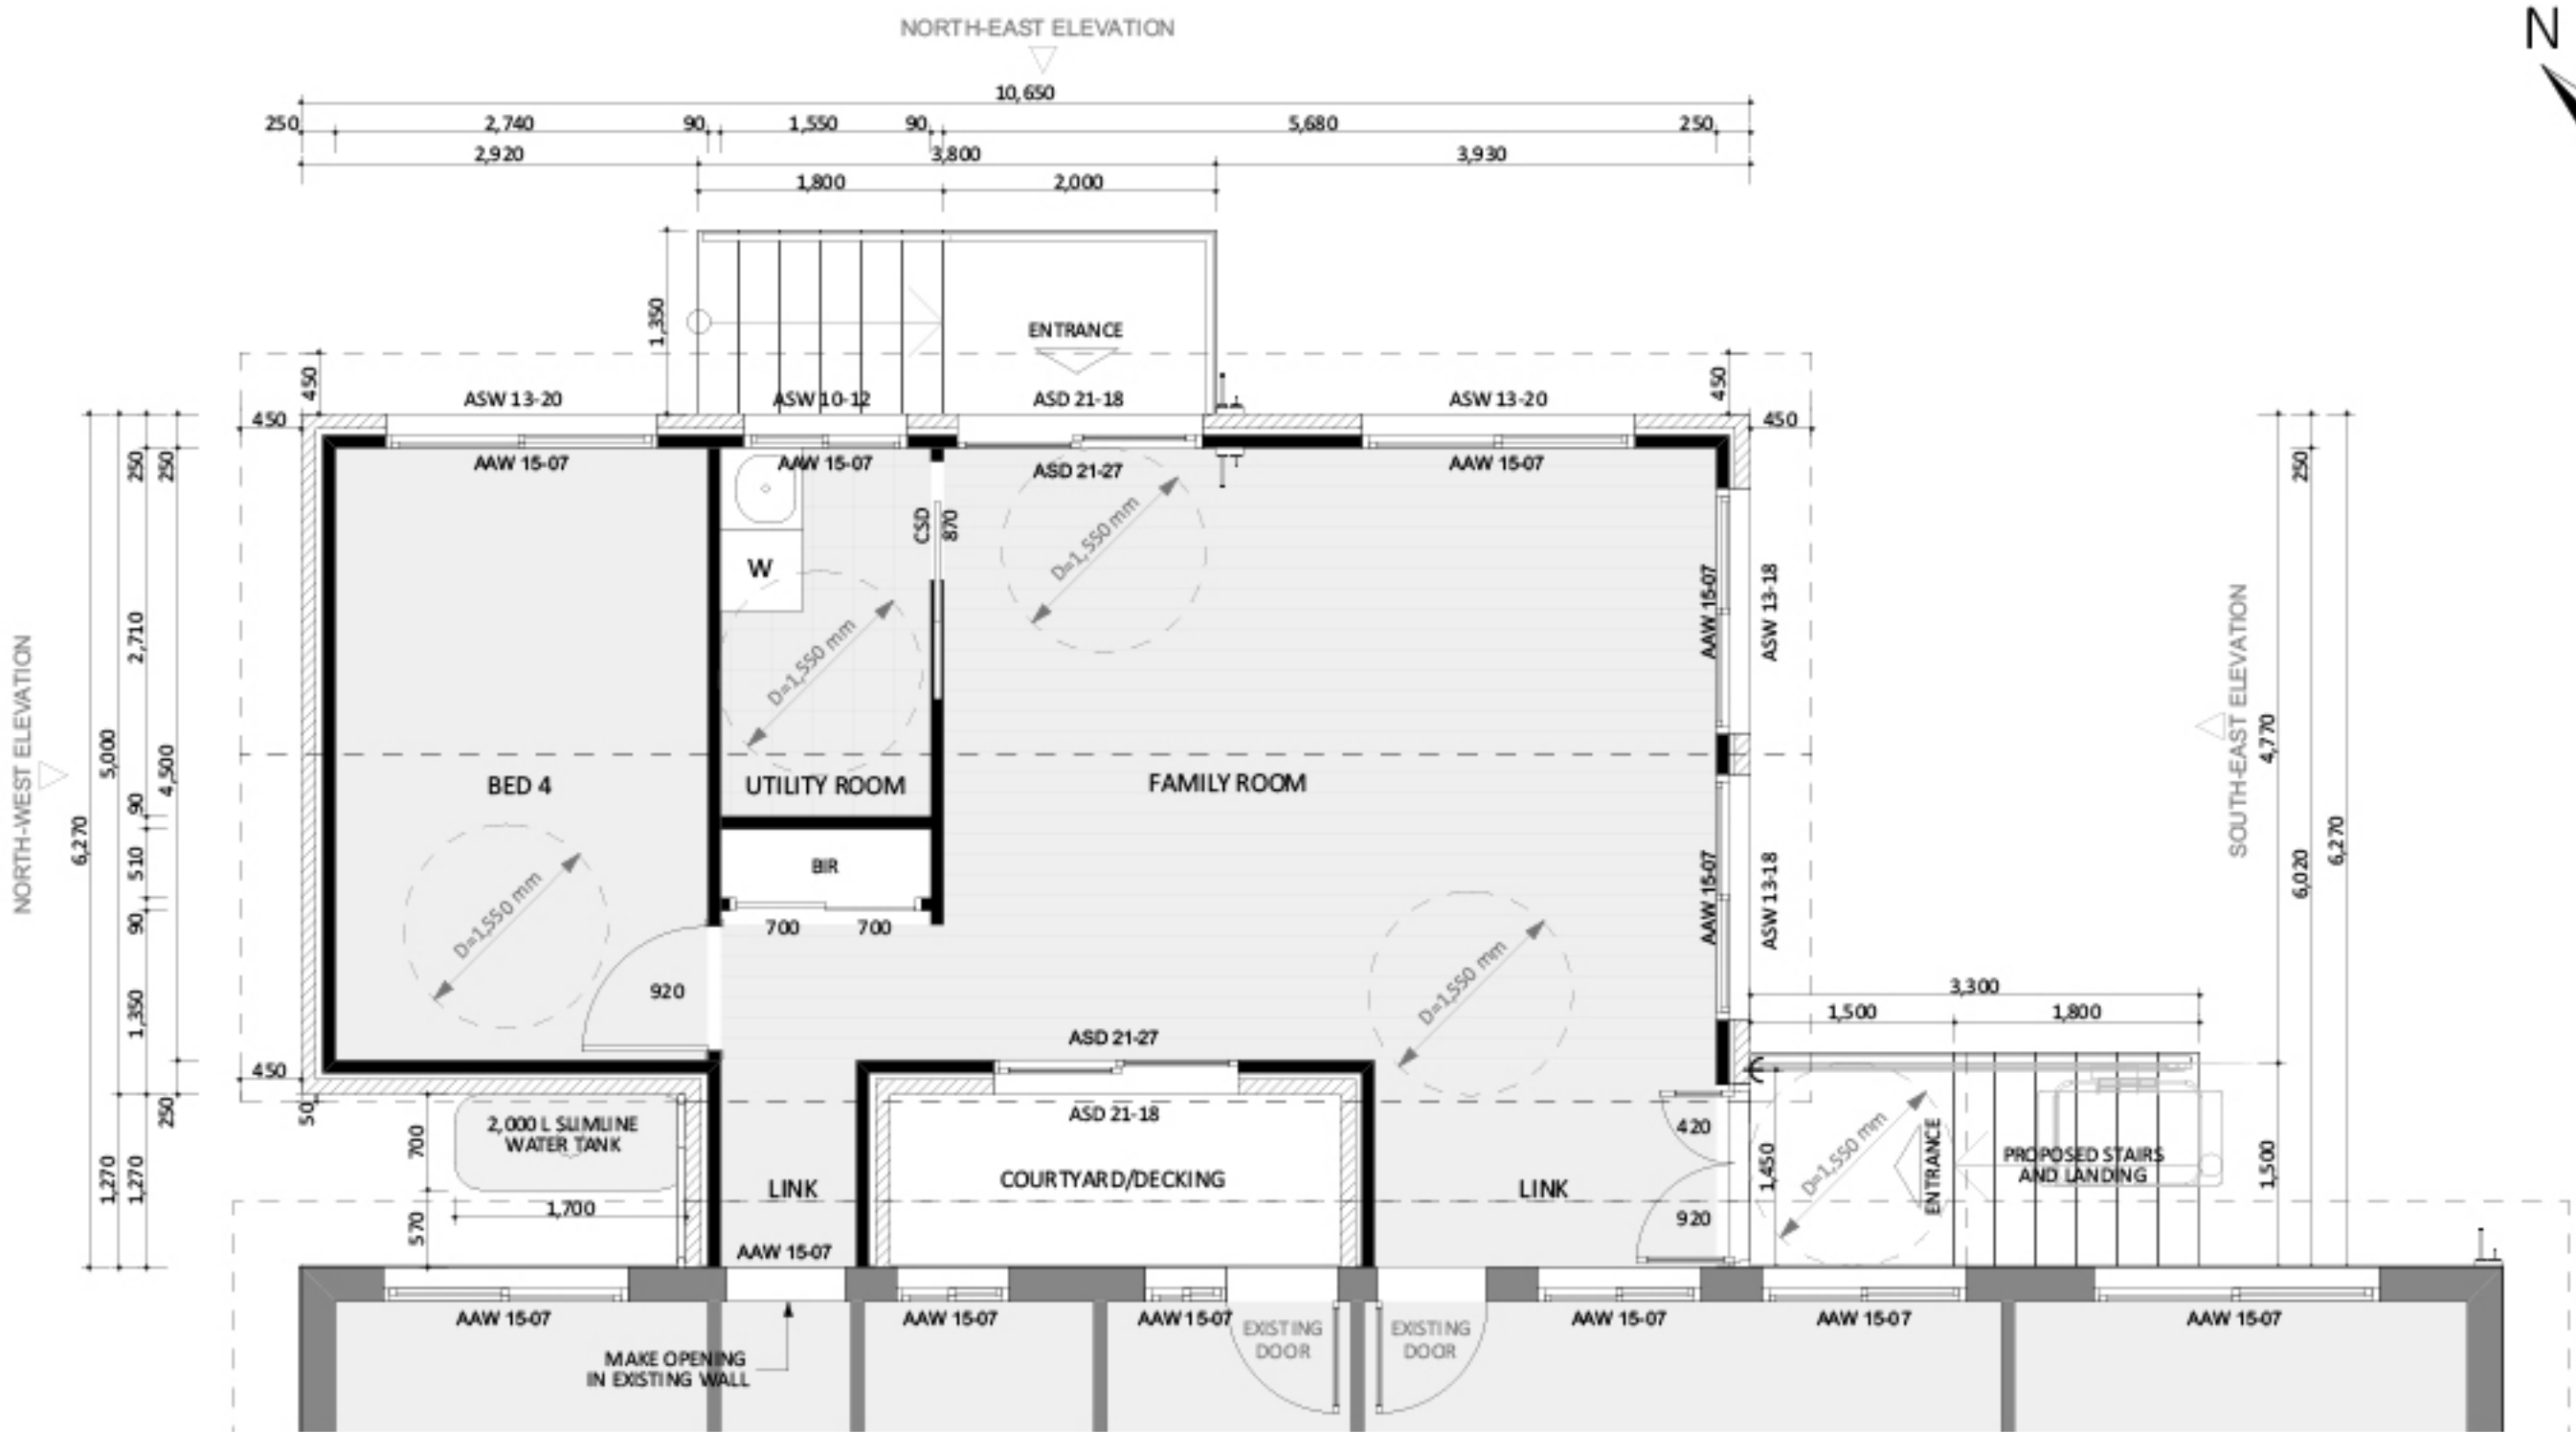 NORTH-EAST ELEVATION
N
10,650
250 2,740 90 1,550 90 5,680 250
2,920 3,800 3,930
1,800 2,000
1,350
ENTRANCE
450
450
ASW 13-20 ASW 10-12 ASD 21-18 ASW 13-20
450 450
AAW 15-07 AAW 15-07 ASD 21-27 AAW 15-07
250 250 250
CSD 870
D=1,550 mm
W
AAW 15-07 ASW 13-18
D=1,550 mm
NORTH-WEST ELEVATION
SOUTH-EAST ELEVATION
2,710
5,000
4,500
4,770
BED 4 UTILITY ROOM FAMILY ROOM
90
6,270
6,270
510
BIR
6,020
AAW 15-07 ASW 13-18
90
700 700
D=1,550 mm
D=1,550 mm
920
1,350
3,300
1,500 1,800
ASD 21-27
450
50
250
2,000 L SLIMLINE
WATER TANK
700
ASD 21-18
420
D=1,550 mm
1,450
ENTRANCE
PROPOSED STAIRS
AND LANDING
1,500
1,270 1,270
LINK COURTYARD/DECKING LINK
1,700
570
920
AAW 15-07
AAW 15-07 AAW 15-07 AAW 15-07 AAW 15-07 AAW 15-07 AAW 15-07
EXISTING
DOOR
EXISTING
DOOR
MAKE OPENING
IN EXISTING WALL